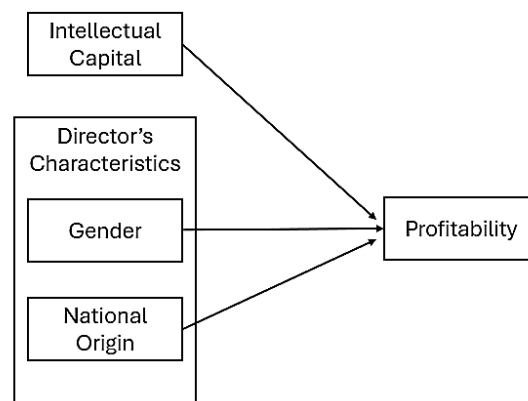 Intellectual
Capital
Director’s
Characteristics
Gender
Profitability
National
Origin